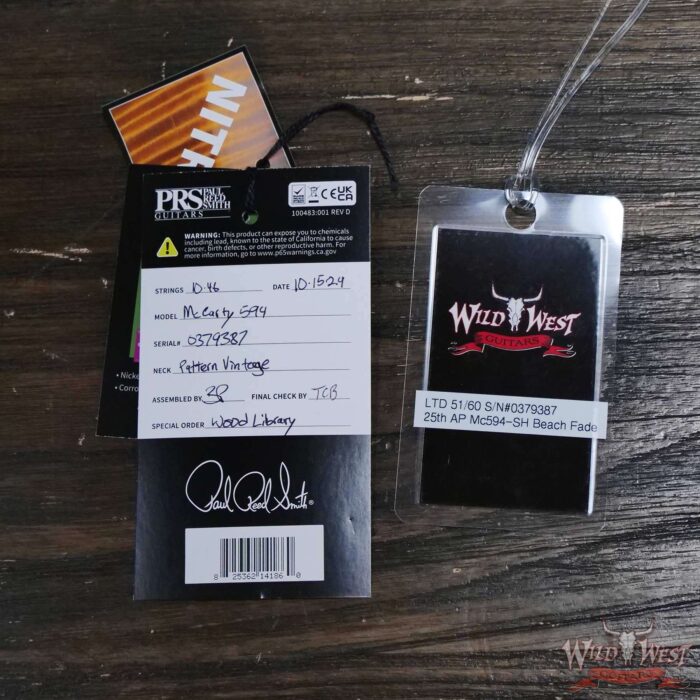 NITR
PRS
GUITARS
PAUL
REED
SMITH
CE UK
CA
100483:001 REV D
WARNING: This product can expose you to chemicals
including lead, known to the state of California to cause
cancer, birth defects, or other reproductive harm. For
more information, go to www.p65warnings.ca.gov
STRINGS 10.46 DATE 10.15.24
MODEL McCarty 594
SERIAL# 0379387
NECK Pattern Vintage
ASSEMBLED BY FINAL CHECK BY TCB
SPECIAL ORDER Wood Library
• Nicke
• Corro
Paul Reed Smith®
8 25362 14186 0
WILD WEST
GUITARS
LTD 51/60 S/N#0379387
25th AP Mc594-SH Beach Fade
WILD WEST
GUITARS